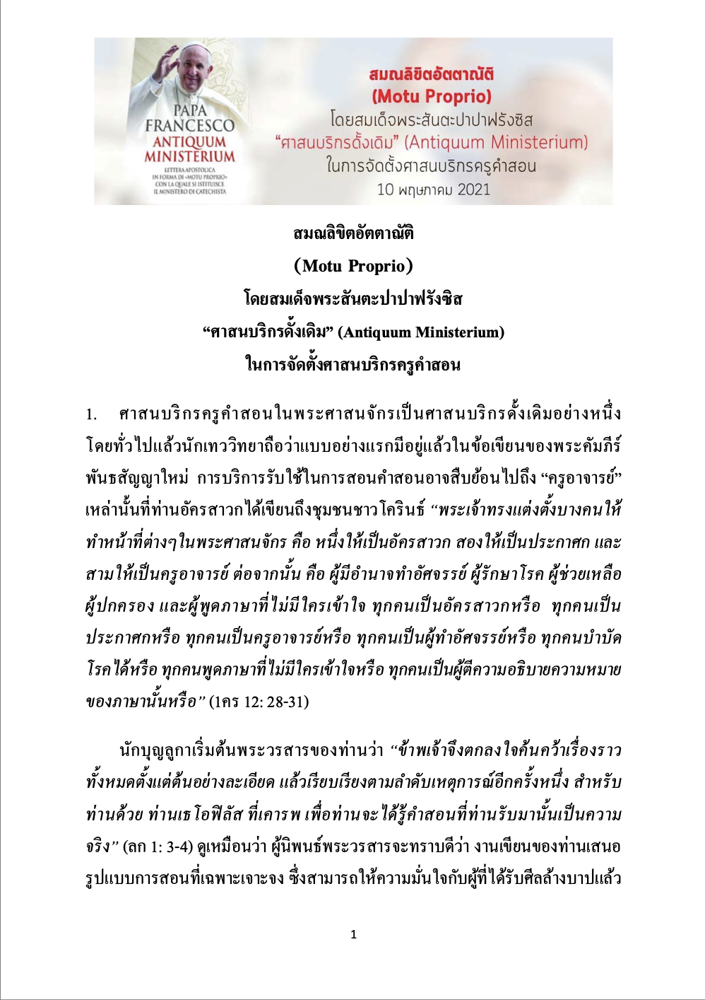 PAPA
FRANCESCO
ANTIQUUM
MINISTERIUM
LETTERA APOSTOLICA
IN FORMA DI «MOTU PROPRIO»
CON LA QUALE SI ISTITUISCE
IL MINISTERO DI CATECHISTA
สมณลิขิตอัตตาณัติ
(Motu Proprio)
โดยสมเด็จพระสันตะปาปาฟรังซิส
“ศาสนบริกรดั้งเดิม” (Antiquum Ministerium)
ในการจัดตั้งศาสนบริกรครูคำสอน
10 พฤษภาคม 2021
สมณลิขิตอัตตาณัติ
(Motu Proprio)
โดยสมเด็จพระสันตะปาปาฟรังซิส
“ศาสนบริกรดั้งเดิม” (Antiquum Ministerium)
ในการจัดตั้งศาสนบริกรครูคำสอน
1. ศาสนบริกรครูคำสอนในพระศาสนจักรเป็นศาสนบริกรดั้งเดิมอย่างหนึ่ง
โดยทั่วไปแล้วนักเทววิทยาถือว่าแบบอย่างแรกมีอยู่แล้วในข้อเขียนของพระคัมภีร์
พันธสัญญาใหม่ การบริการรับใช้ในการสอนคำสอนอาจสืบย้อนไปถึง “ครูอาจารย์”
เหล่านั้นที่ท่านอัครสาวกได้เขียนถึงชุมชนชาวโครินธ์ “พระเจ้าทรงแต่งตั้งบางคนให้
ทำหน้าที่ต่างๆในพระศาสนจักร คือ หนึ่งให้เป็นอัครสาวก สองให้เป็นประกาศก และ
สามให้เป็นครูอาจารย์ ต่อจากนั้น คือ ผู้มีอำนาจทำอัศจรรย์ ผู้รักษาโรค ผู้ช่วยเหลือ
ผู้ปกครอง และผู้พูดภาษาที่ไม่มีใครเข้าใจ ทุกคนเป็นอัครสาวกหรือ ทุกคนเป็น
ประกาศกหรือ ทุกคนเป็นครูอาจารย์หรือ ทุกคนเป็นผู้ทำอัศจรรย์หรือ ทุกคนบำบัด
โรคได้หรือ ทุกคนพูดภาษาที่ไม่มีใครเข้าใจหรือ ทุกคนเป็นผู้ตีความอธิบายความหมาย
ของภาษานั้นหรือ” (1คร 12: 28-31)
นักบุญลูกาเริ่มต้นพระวรสารของท่านว่า “ข้าพเจ้าจึงตกลงใจค้นคว้าเรื่องราว
ทั้งหมดตั้งแต่ต้นอย่างละเอียด แล้วเรียบเรียงตามลำดับเหตุการณ์อีกครั้งหนึ่ง สำหรับ
ท่านด้วย ท่านเธโอฟิลัส ที่เคารพ เพื่อท่านจะได้รู้คำสอนที่ท่านรับมานั้นเป็นความ
จริง” (ลก 1: 3-4) ดูเหมือนว่า ผู้นิพนธ์พระวรสารจะทราบดีว่า งานเขียนของท่านเสนอ
รูปแบบการสอนที่เฉพาะเจาะจง ซึ่งสามารถให้ความมั่นใจกับผู้ที่ได้รับศีลล้างบาปแล้ว
1